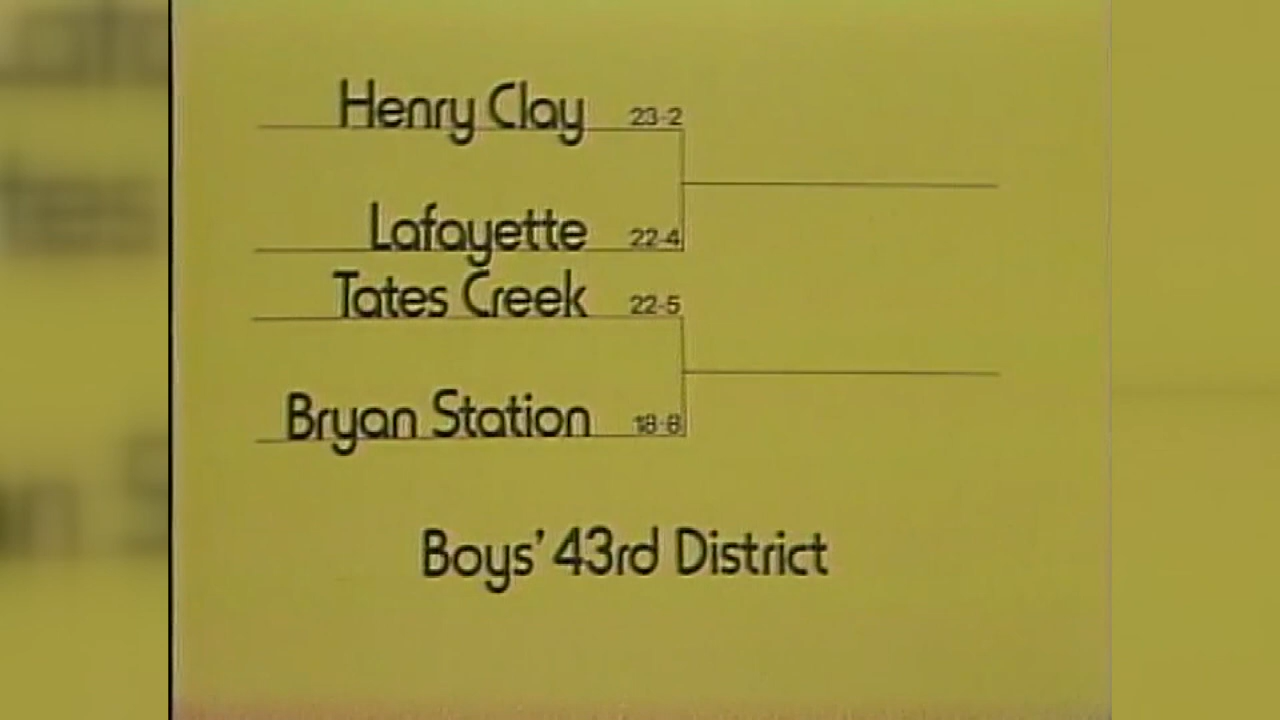 Henry Clay 23-2
Lafayette 22-4
Tates Creek 22-5
Bryan Station 18-8
Boys' 43rd District